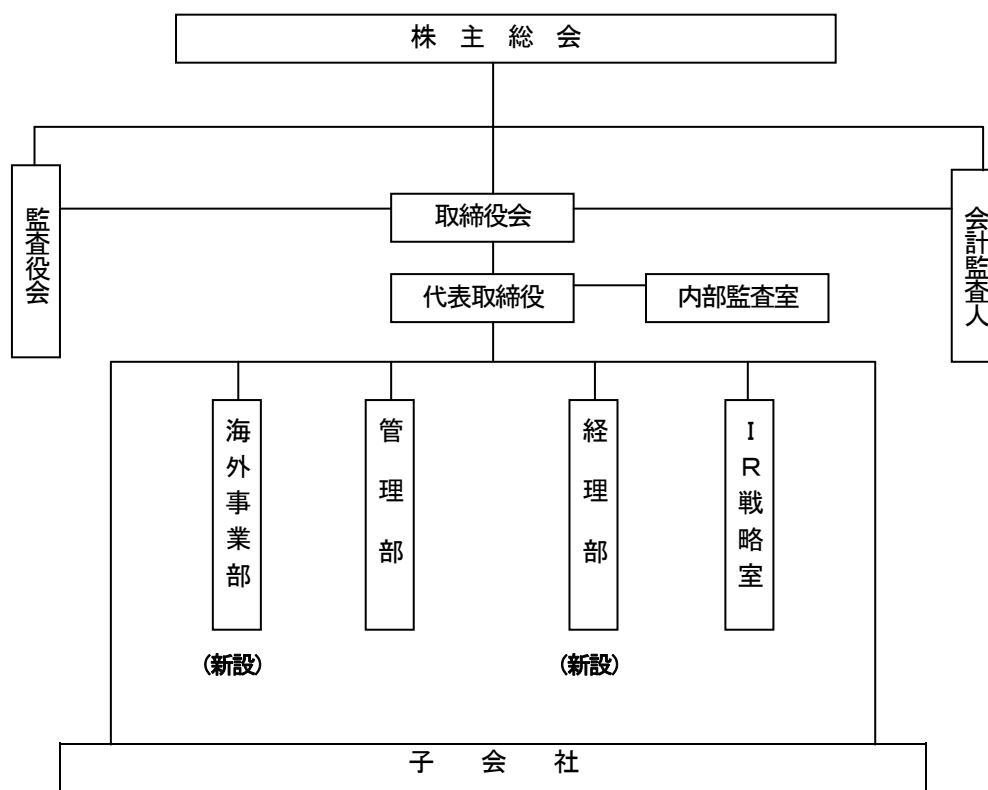 株 主 総 会
監査役会
取締役会
会計監査人
代表取締役
内部監査室
海外事業部
管理部
経理部
IR戦略室
(新設)
(新設)
子 会 社